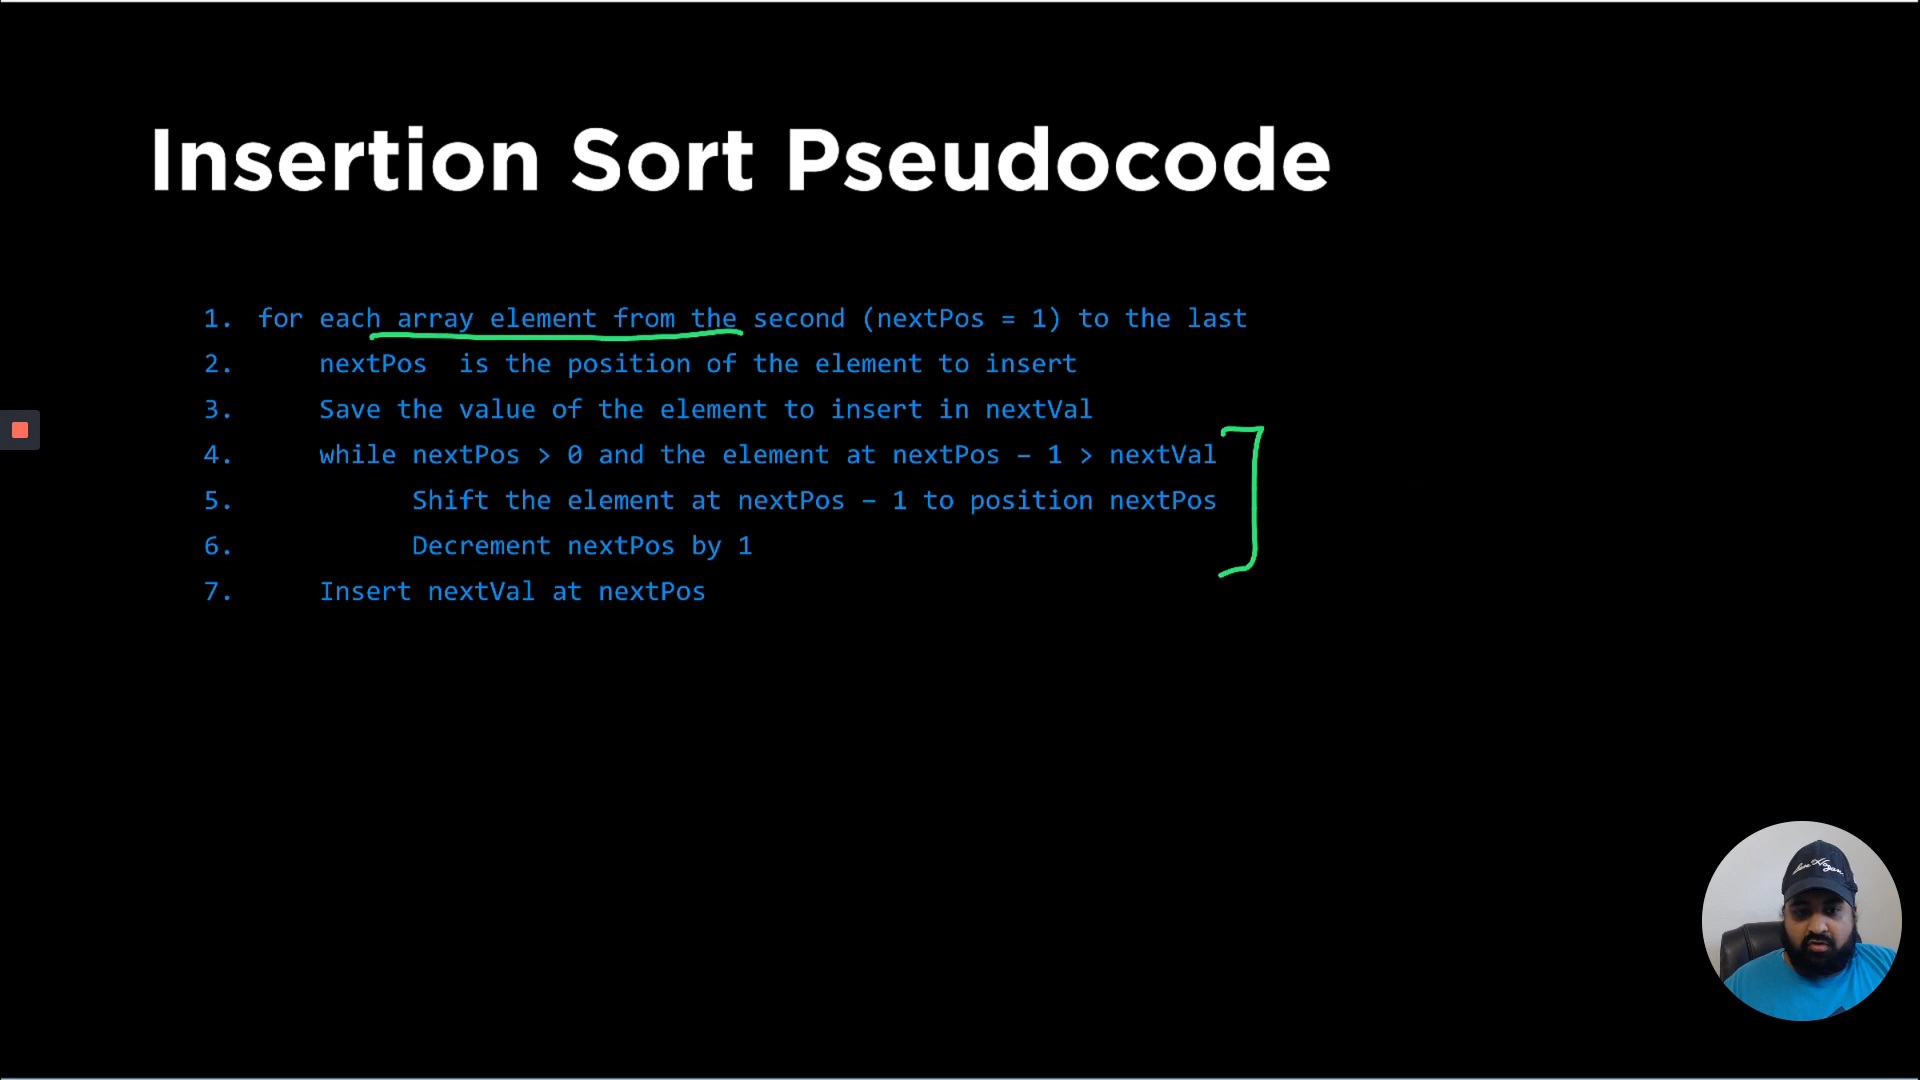 Insertion Sort Pseudocode
1. for each array element from the second (nextPos = 1) to the last
2. nextPos is the position of the element to insert
3. Save the value of the element to insert in nextVal
4. while nextPos > 0 and the element at nextPos – 1 > nextVal
5. Shift the element at nextPos – 1 to position nextPos
6. Decrement nextPos by 1
7. Insert nextVal at nextPos